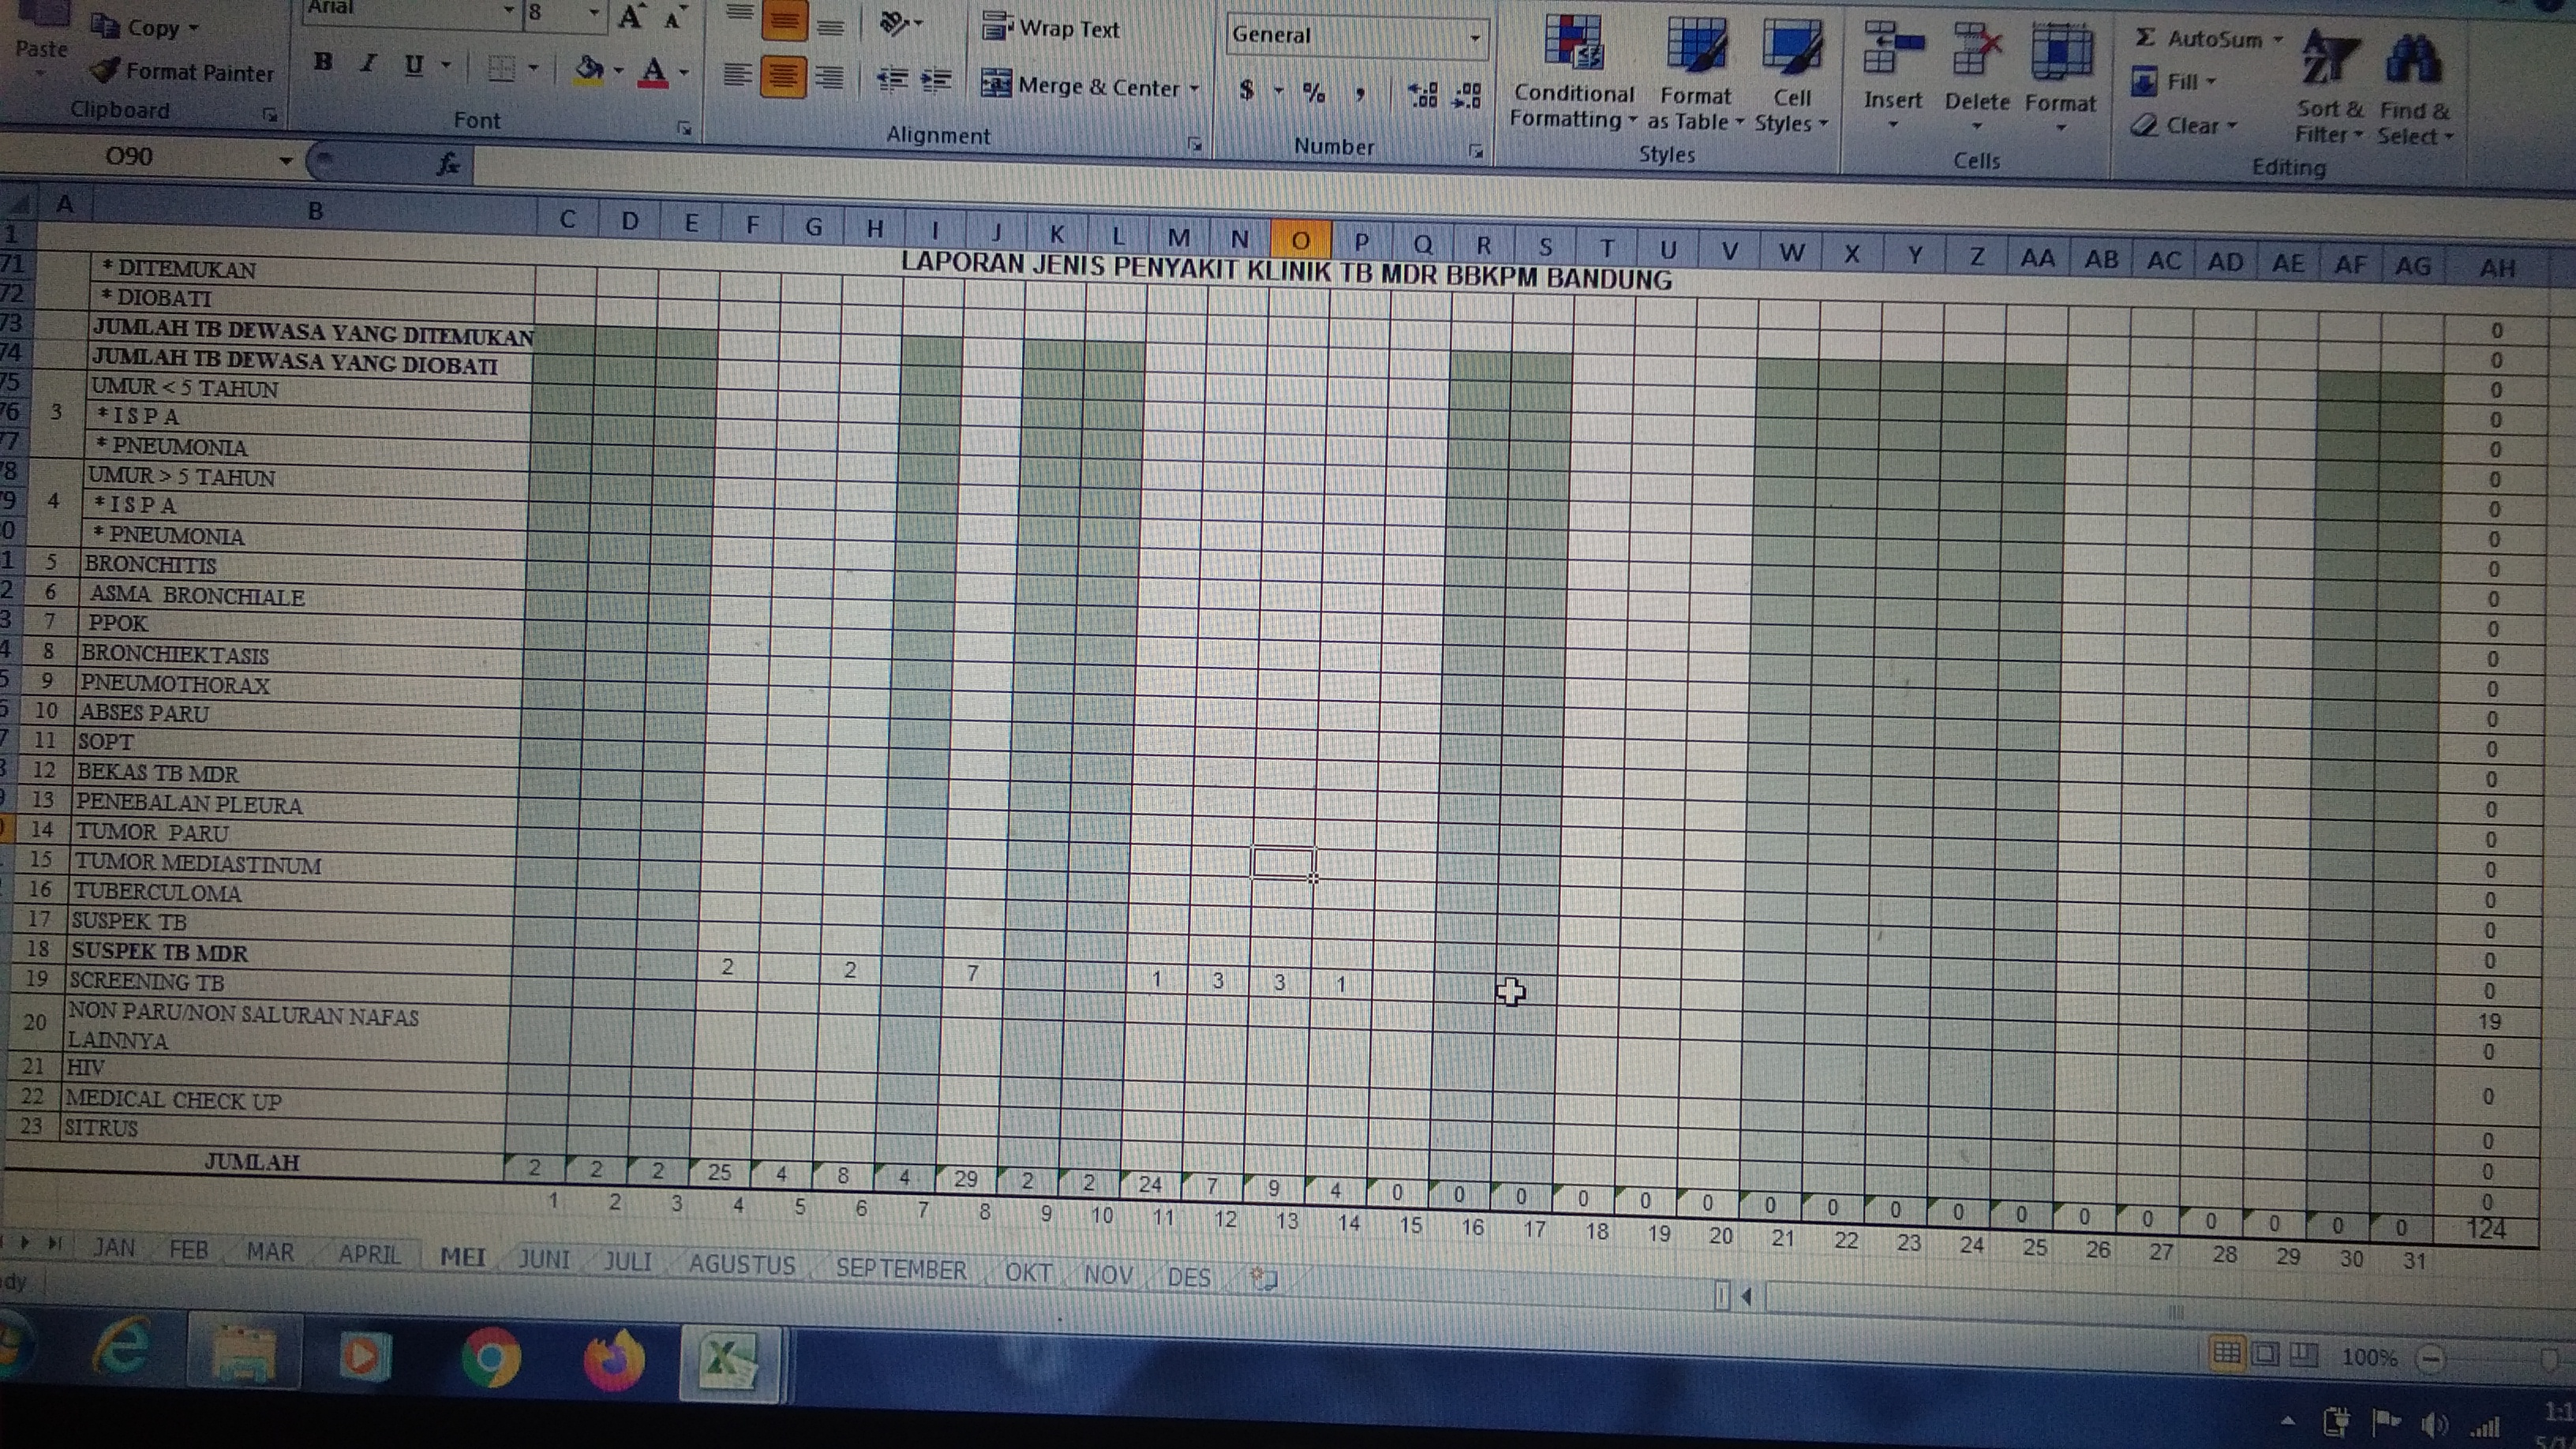 Arial 8
Copy
Wrap Text
General
AutoSum
Paste
Format Painter
B I U A
Merge & Center
$ % ,
Conditional Formatting
Format as Table
Cell Styles
Insert
Delete
Format
Fill
Clear
Sort & Filter
Find & Select
Clipboard
Font
Alignment
Number
Styles
Cells
Editing
O90 fx
A B C D E F G H I J K L M N O P Q R S T U V W X Y Z AA AB AC AD AE AF AG AH
1 LAPORAN JENIS PENYAKIT KLINIK TB MDR BBKPM BANDUNG
71 * DITEMUKAN
72 * DIOBATI 0
73 JUMLAH TB DEWASA YANG DITEMUKAN 0
74 JUMLAH TB DEWASA YANG DIOBATI 0
75 UMUR < 5 TAHUN 0
76 3 * I S P A 0
77 * PNEUMONIA 0
78 UMUR > 5 TAHUN 0
79 4 * I S P A 0
* PNEUMONIA 0
5 BRONCHITIS 0
6 ASMA BRONCHIALE 0
7 PPOK 0
8 BRONCHIEKTASIS 0
9 PNEUMOTHORAX 0
10 ABSES PARU 0
11 SOPT 0
12 BEKAS TB MDR 0
13 PENEBALAN PLEURA 0
14 TUMOR PARU 0
15 TUMOR MEDIASTINUM 0
16 TUBERCULOMA 0
17 SUSPEK TB 0
18 SUSPEK TB MDR 2 2 7 1 3 3 1 19
19 SCREENING TB 0
20 NON PARU/NON SALURAN NAFAS
LAINNYA 0
21 HIV 0
22 MEDICAL CHECK UP 0
23 SITRUS 0
JUMLAH 2 2 2 25 4 8 4 29 2 2 24 7 9 4 0 0 0 0 0 0 0 0 0 0 0 0 0 0 0 0 0 124
1 2 3 4 5 6 7 8 9 10 11 12 13 14 15 16 17 18 19 20 21 22 23 24 25 26 27 28 29 30 31
JAN FEB MAR APRIL MEI JUNI JULI AGUSTUS SEPTEMBER OKT NOV DES
100%